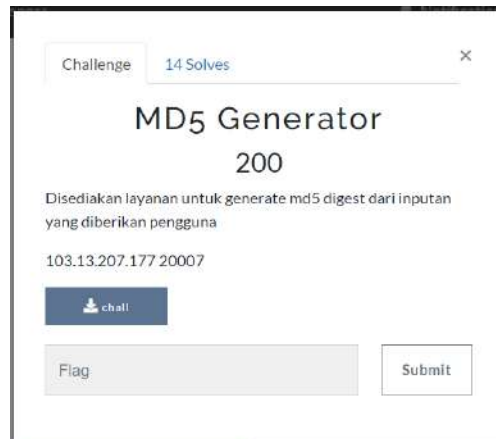 Challenge
14 Solves
×
MD5 Generator
200
Disediakan layanan untuk generate md5 digest dari inputan
yang diberikan pengguna
103.13.207.177 20007
chall
Flag
Submit